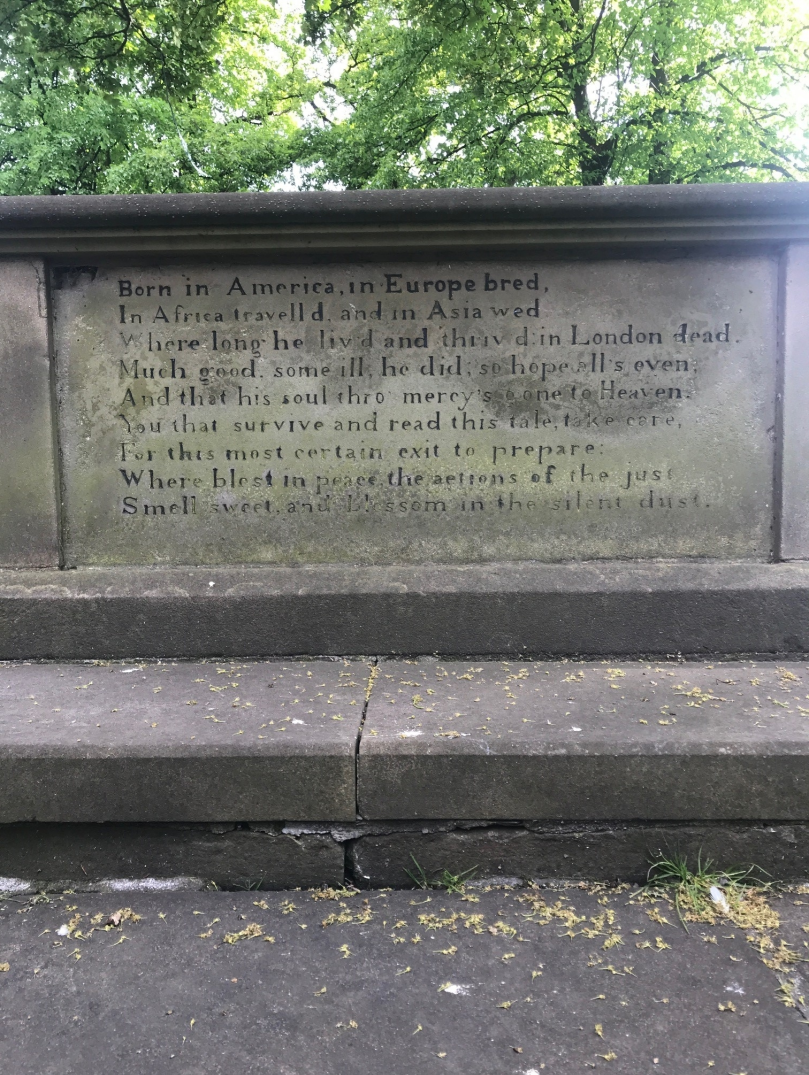 Born in America, in Europe bred,
In Africa travell'd, and in Asia wed
Where long he liv'd and thriv'd; in London dead.
Much good, some ill, he did; so hope all's even,
And that his soul thro' mercy's gone to Heaven.
You that survive and read this tale, take care,
For this most certain exit to prepare:
Where blest in peace, the actions of the just
Smell sweet, and blossom in the silent dust.